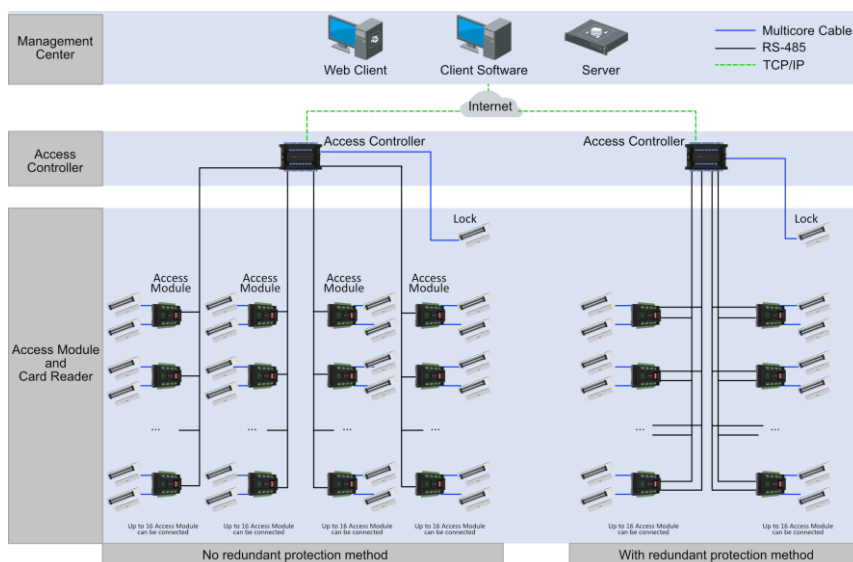 Management
Center
Web Client
Client Software
Server
Multicore Cable
RS-485
TCP/IP
Internet
Access
Controller
Access Controller
Access Controller
Lock
Lock
Access
Module
Access
Module
Access
Module
Access
Module
Access Module
and
Card Reader
...
...
...
...
...
...
Up to 16 Access Module
can be connected
Up to 16 Access Module
can be connected
Up to 16 Access Module
can be connected
Up to 16 Access Module
can be connected
Up to 16 Access Module
can be connected
Up to 16 Access Module
can be connected
No redundant protection method
With redundant protection method